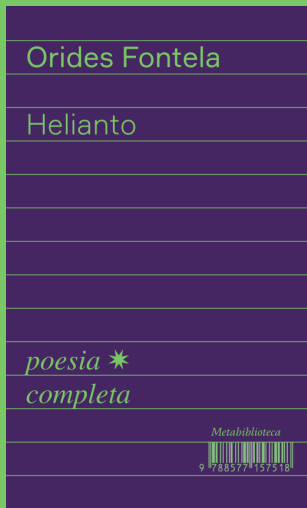 Orides Fontela
Helianto
poesia ✷
completa
Metabiblioteca
9 788577 157518